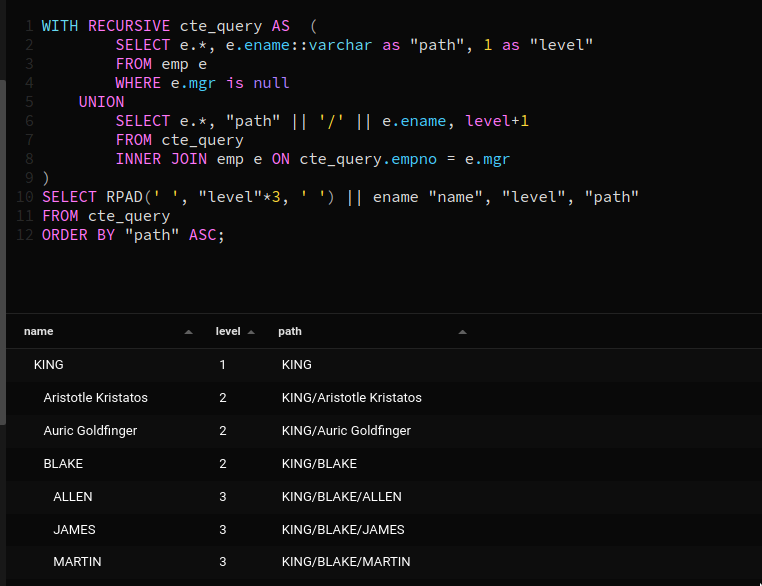 1 WITH RECURSIVE cte_query AS  (
2         SELECT e.*, e.ename::varchar as "path", 1 as "level"
3         FROM emp e
4         WHERE e.mgr is null
5     UNION
6         SELECT e.*, "path" || '/' || e.ename, level+1
7         FROM cte_query
8         INNER JOIN emp e ON cte_query.empno = e.mgr
9 )
10 SELECT RPAD(' ', "level"*3, ' ') || ename "name", "level", "path"
11 FROM cte_query
12 ORDER BY "path" ASC;
name level path
KING 1 KING
Aristotle Kristatos 2 KING/Aristotle Kristatos
Auric Goldfinger 2 KING/Auric Goldfinger
BLAKE 2 KING/BLAKE
ALLEN 3 KING/BLAKE/ALLEN
JAMES 3 KING/BLAKE/JAMES
MARTIN 3 KING/BLAKE/MARTIN